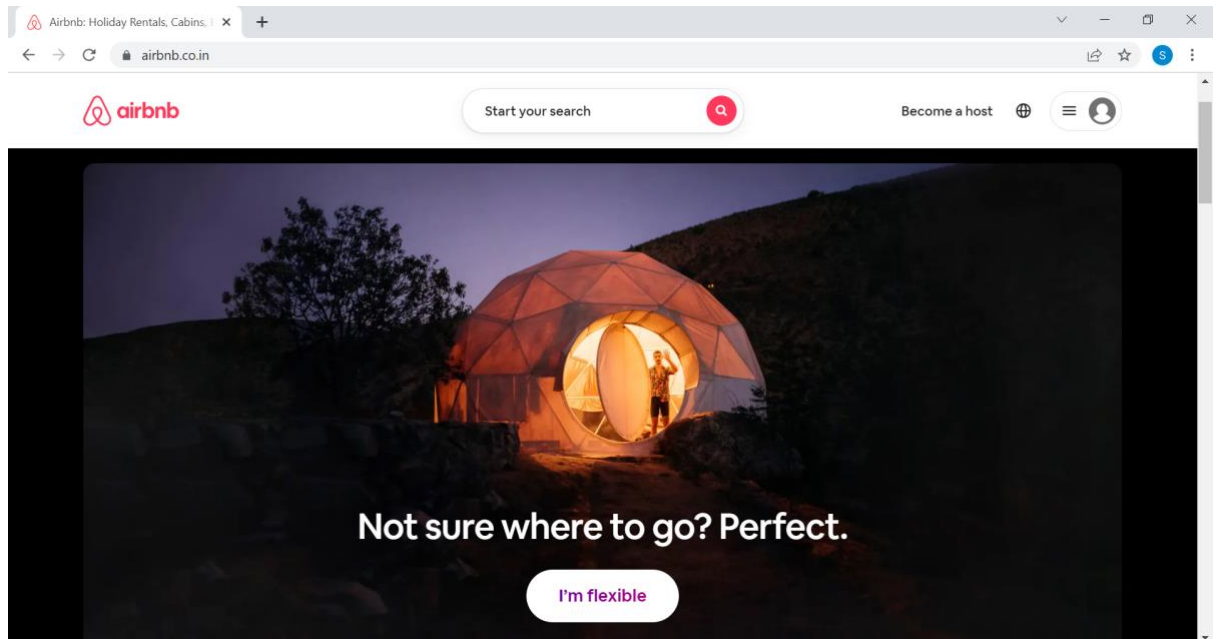 Airbnb: Holiday Rentals, Cabins,
airbnb.co.in
S
airbnb
Start your search
Become a host
Not sure where to go? Perfect.
I'm flexible